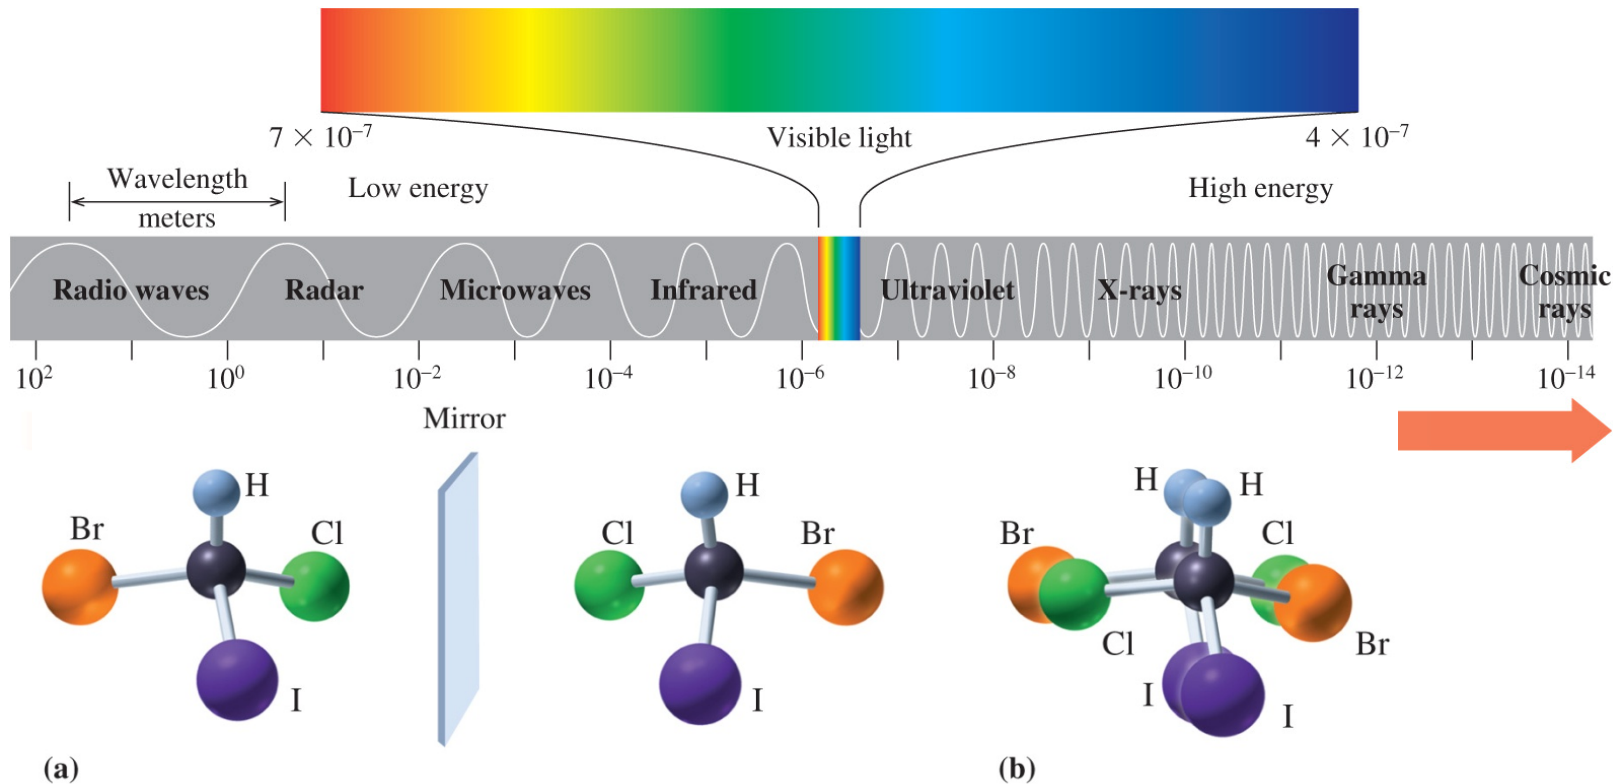 7 × 10⁻⁷ Visible light 4 × 10⁻⁷
Wavelength
meters
Low energy High energy
Radio waves Radar Microwaves Infrared Ultraviolet X-rays Gamma rays Cosmic rays
10² 10⁰ 10⁻² 10⁻⁴ 10⁻⁶ 10⁻⁸ 10⁻¹⁰ 10⁻¹² 10⁻¹⁴
Mirror
H H H H
Br Cl Cl Br Br Cl
Cl Br
I I I I
(a) (b)